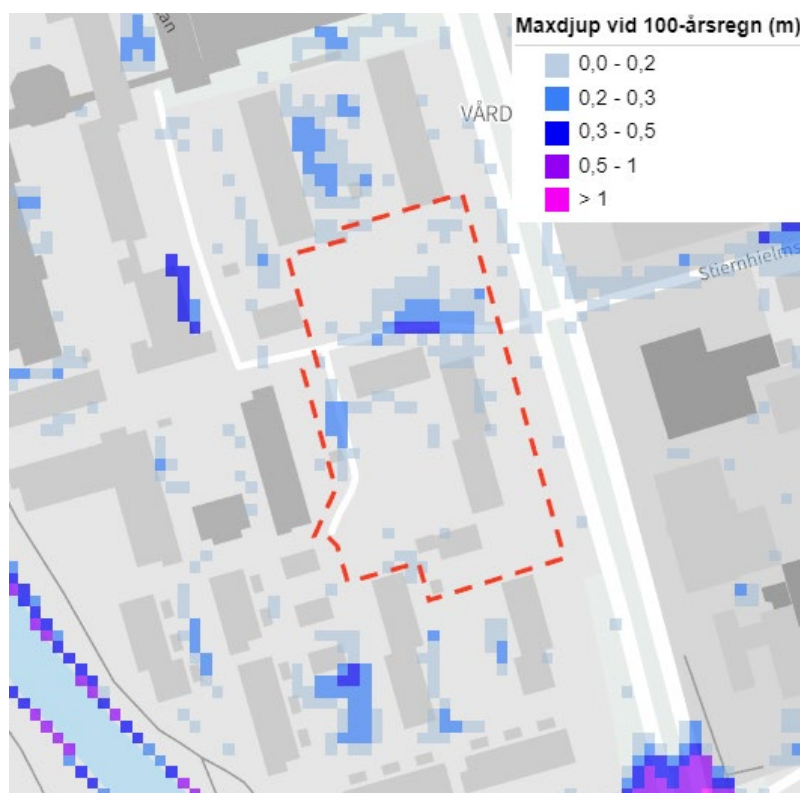 Maxdjup vid 100-årsregn (m)
0,0 - 0,2
0,2 - 0,3
0,3 - 0,5
0,5 - 1
> 1
VÅRD
Stiernhielms